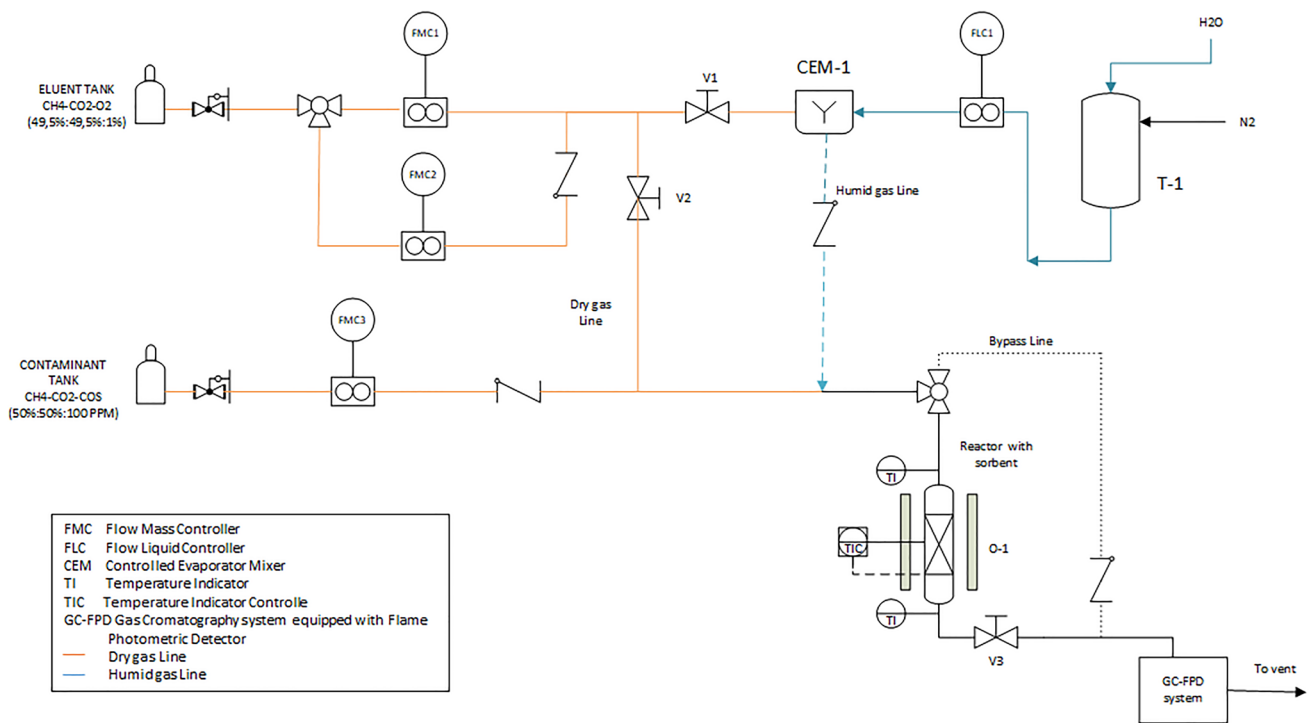 FMC1
FLC1
H2O
CEM-1
V1
ELUENT TANK
CH4-CO2-O2
(49,5%:49,5%:1%)
N2
FMC2
T-1
Humid gas Line
V2
Dry gas
Line
FMC3
Bypass Line
CONTAMINANT
TANK
CH4-CO2-COS
(50%:50%:100 PPM)
Reactor with
sorbent
TI
TIC
O-1
TI
V3
GC-FPD
system
To vent
FMC Flow Mass Controller
FLC Flow Liquid Controller
CEM Controlled Evaporator Mixer
TI Temperature Indicator
TIC Temperature Indicator Controlle
GC-FPD Gas Cromatography system equipped with Flame
Photometric Detector
Dry gas Line
Humid gas Line